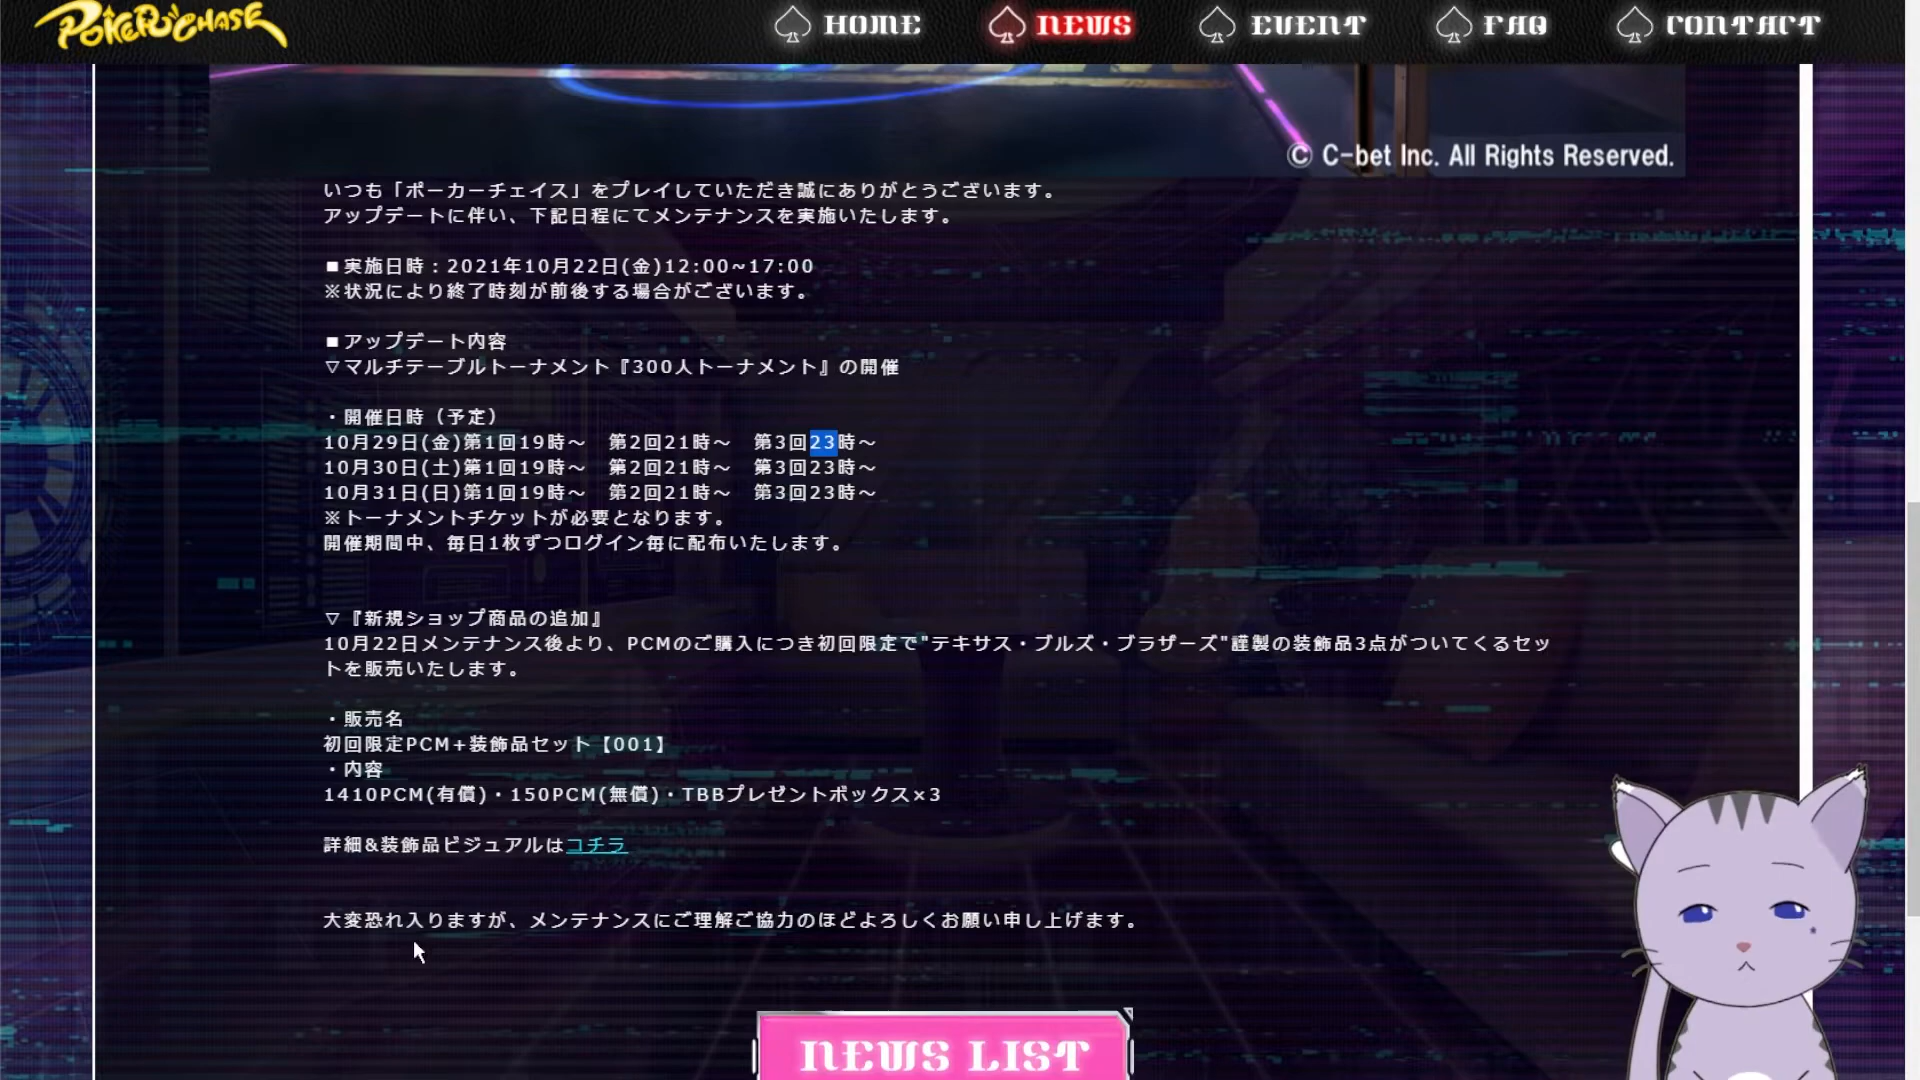 POKER CHASE
HOME
NEWS
EVENT
FAQ
CONTACT
© C-bet Inc. All Rights Reserved.
いつも「ポーカーチェイス」をプレイしていただき誠にありがとうございます。
アップデートに伴い、下記日程にてメンテナンスを実施いたします。
■実施日時：2021年10月22日(金)12:00~17:00
※状況により終了時刻が前後する場合がございます。
■アップデート内容
▽マルチテーブルトーナメント『300人トーナメント』の開催
・開催日時（予定）
10月29日(金)第1回19時～　第2回21時～　第3回23時～
10月30日(土)第1回19時～　第2回21時～　第3回23時～
10月31日(日)第1回19時～　第2回21時～　第3回23時～
※トーナメントチケットが必要となります。
開催期間中、毎日1枚ずつログイン毎に配布いたします。
▽『新規ショップ商品の追加』
10月22日メンテナンス後より、PCMのご購入につき初回限定で"テキサス・ブルズ・ブラザーズ"謹製の装飾品3点がついてくるセッ
トを販売いたします。
・販売名
初回限定PCM+装飾品セット【001】
・内容
1410PCM(有償)・150PCM(無償)・TBBプレゼントボックス×3
詳細&装飾品ビジュアルはコチラ
大変恐れ入りますが、メンテナンスにご理解ご協力のほどよろしくお願い申し上げます。
NEWS LIST